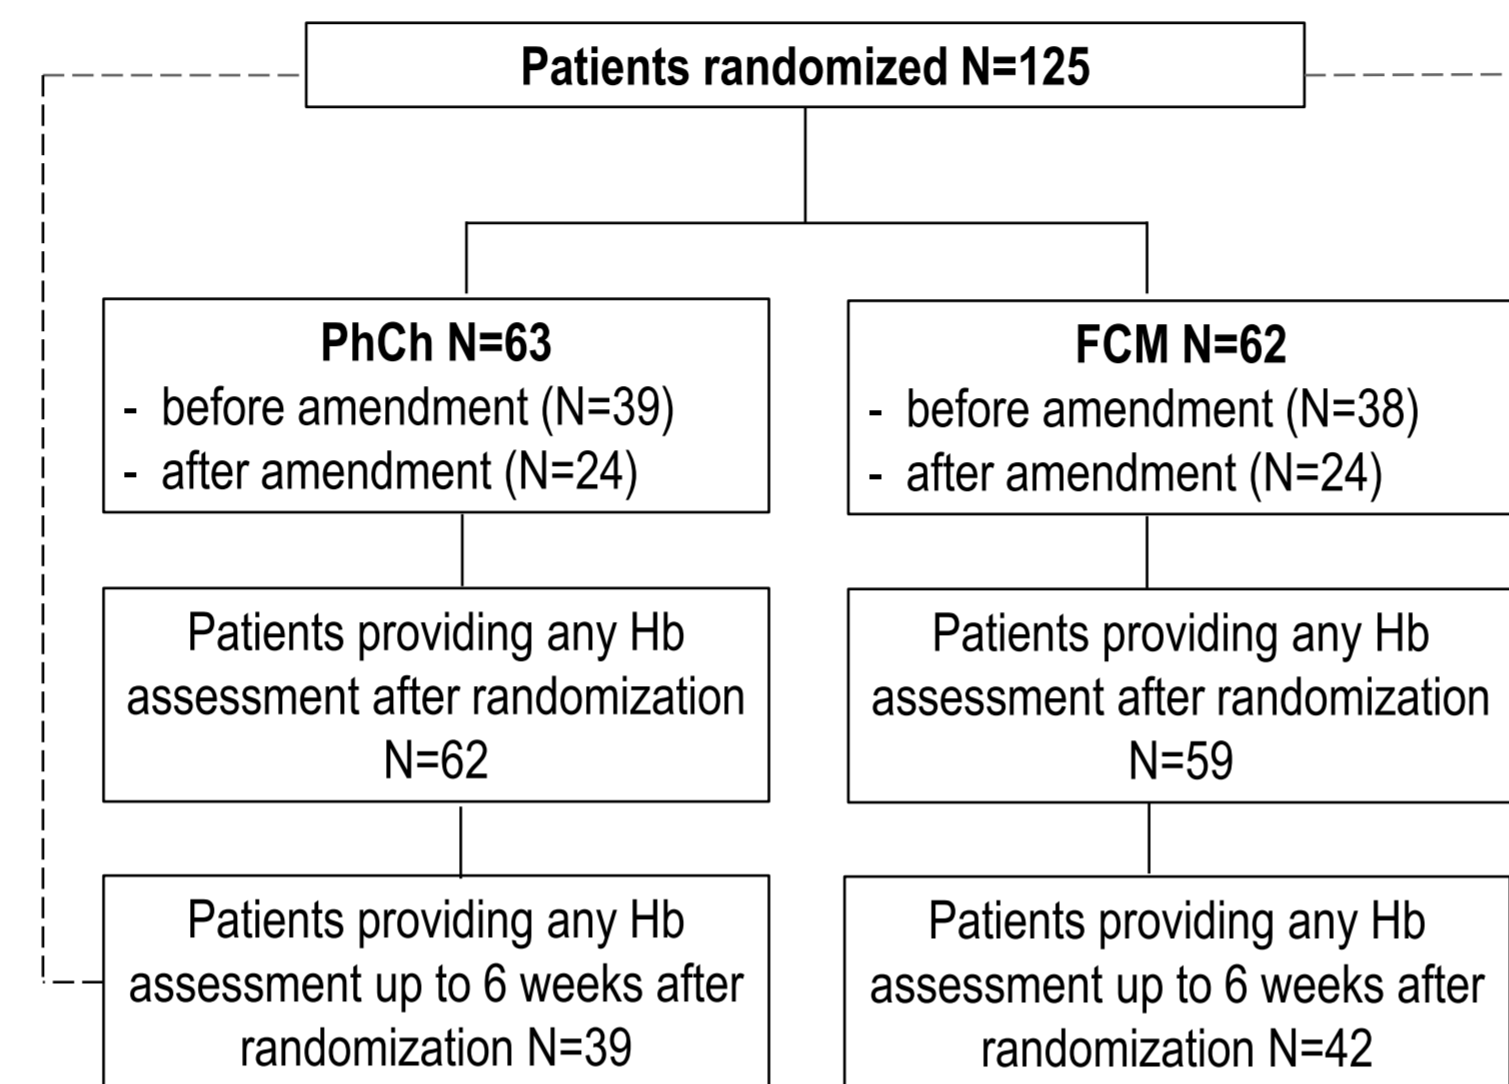 Patients randomized N=125
PhCh N=63
- before amendment (N=39)
- after amendment (N=24)
FCM N=62
- before amendment (N=38)
- after amendment (N=24)
Patients providing any Hb
assessment after randomization
N=62
Patients providing any Hb
assessment after randomization
N=59
Patients providing any Hb
assessment up to 6 weeks after
randomization N=39
Patients providing any Hb
assessment up to 6 weeks after
randomization N=42